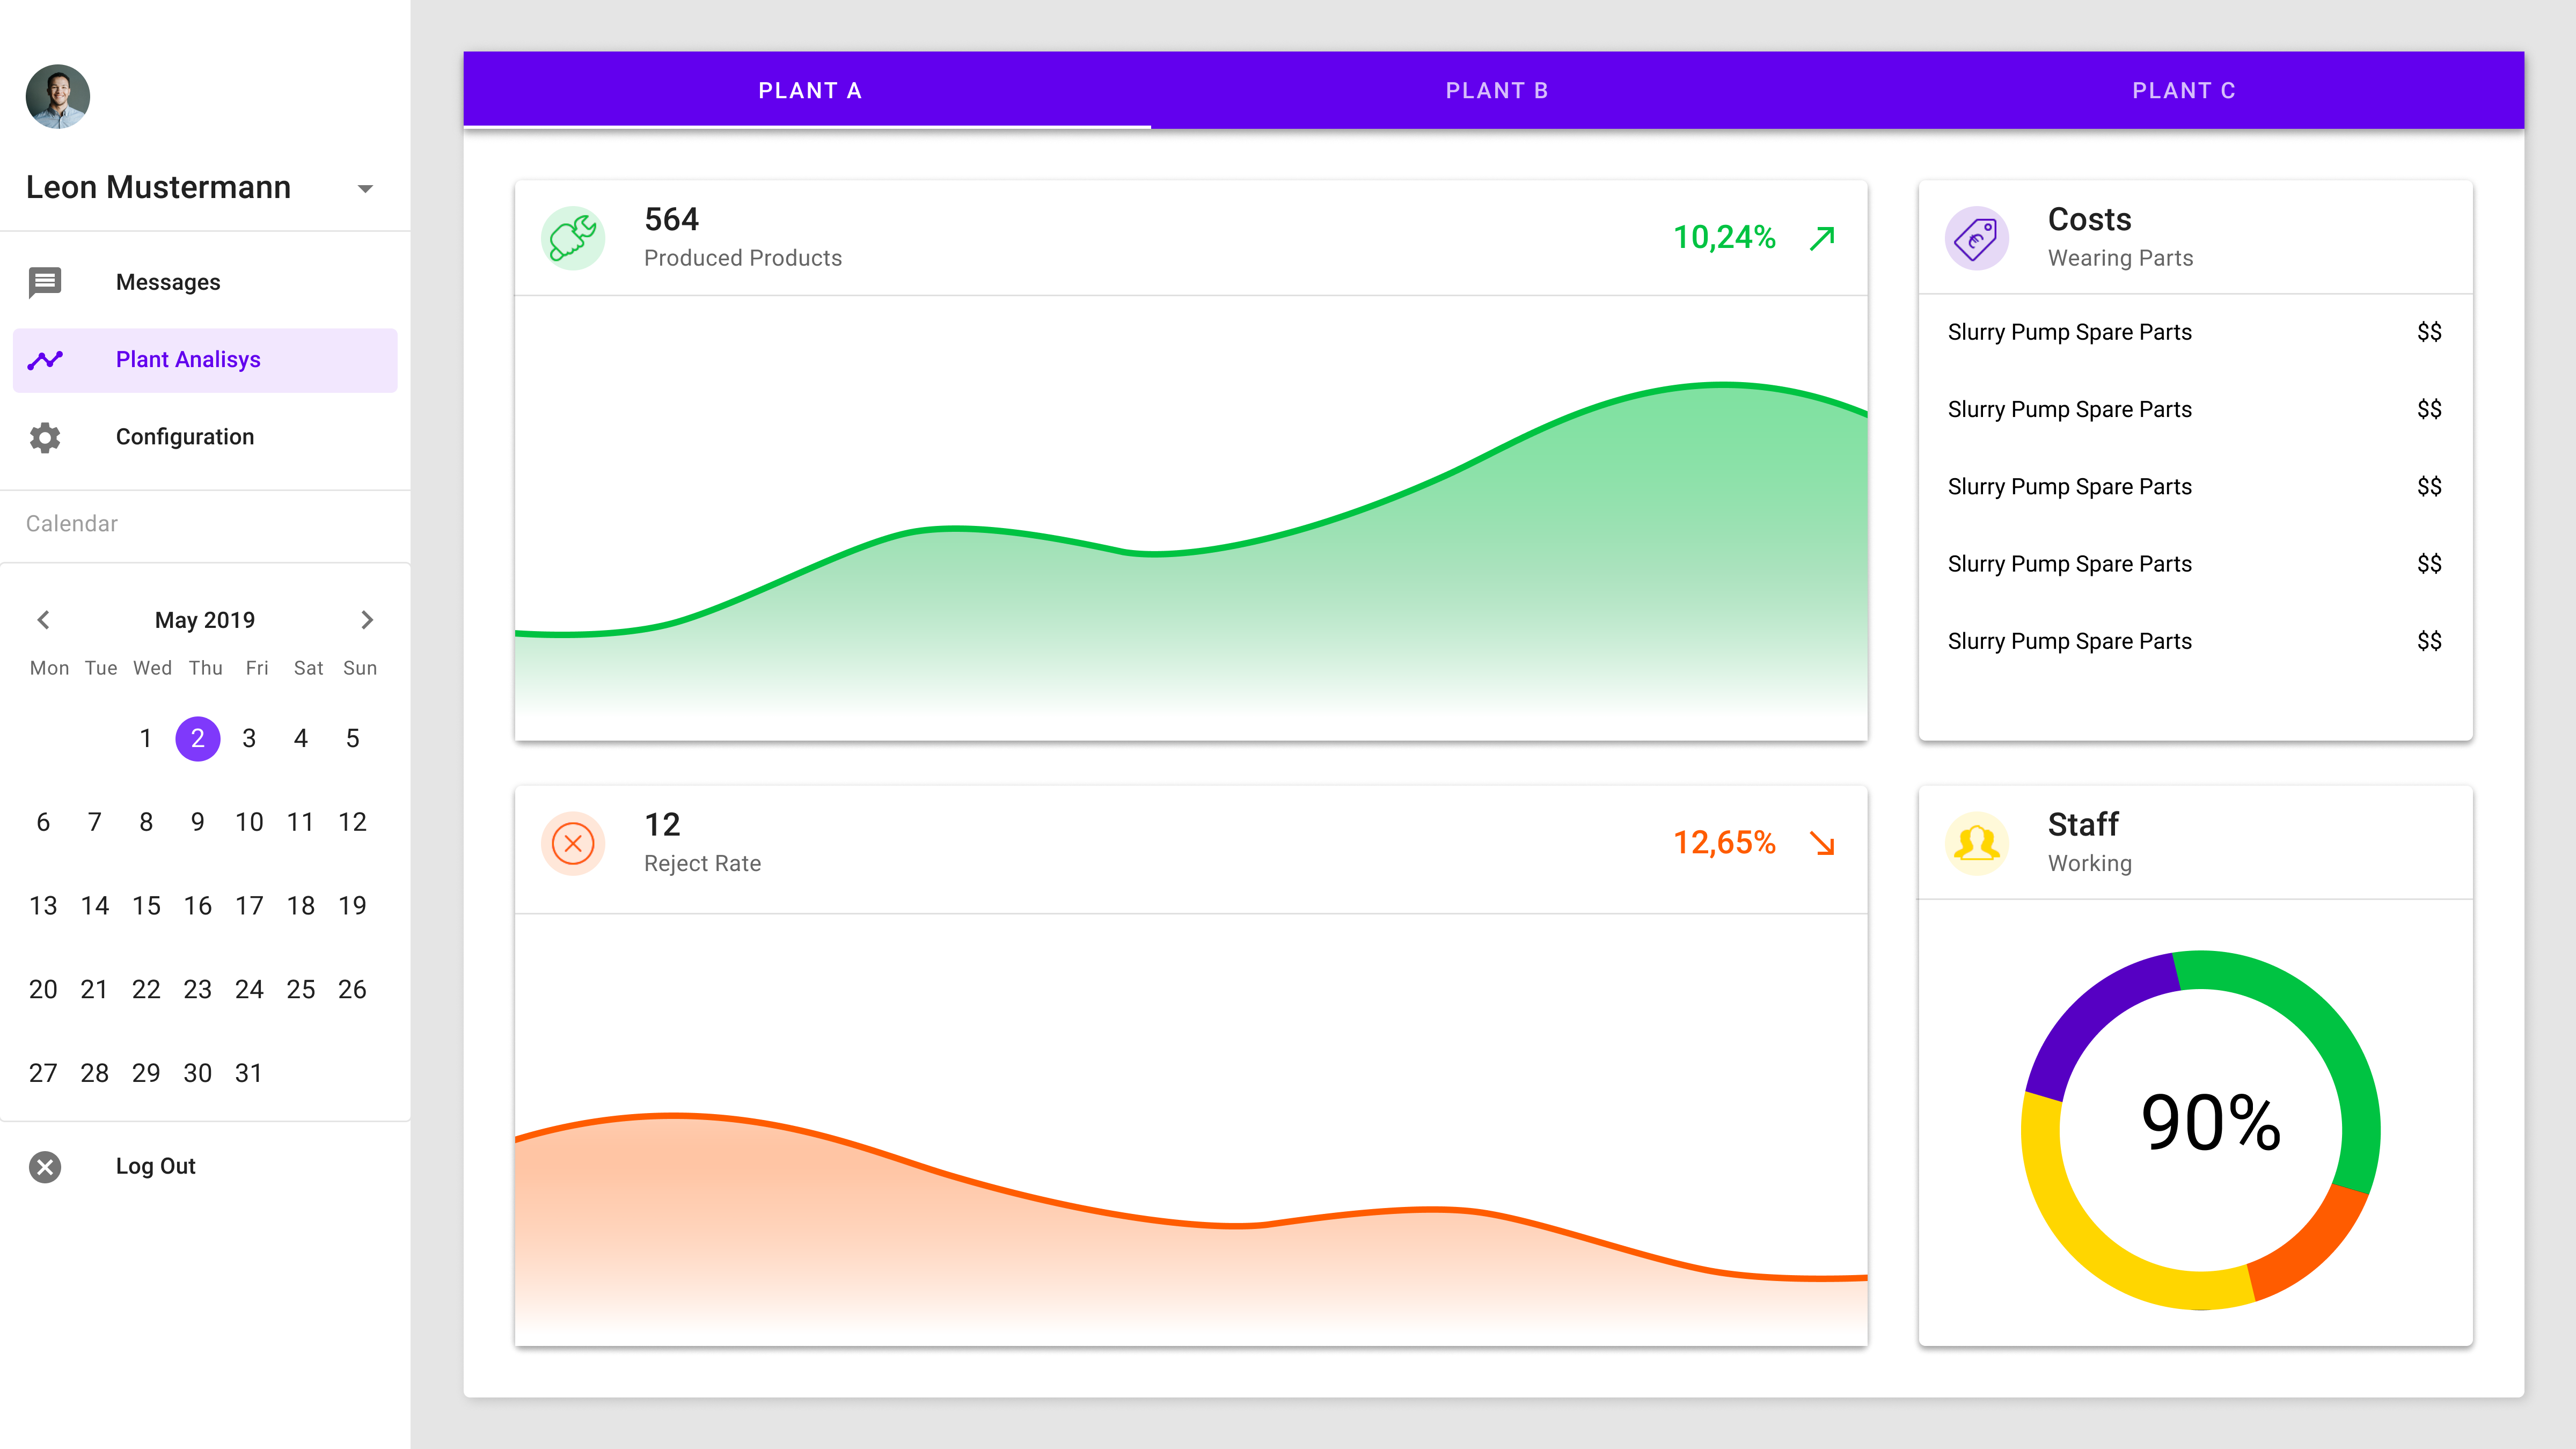 Leon Mustermann
Messages
Plant Analisys
Configuration
Calendar
May 2019
Mon Tue Wed Thu Fri Sat Sun
1 2 3 4 5
6 7 8 9 10 11 12
13 14 15 16 17 18 19
20 21 22 23 24 25 26
27 28 29 30 31
Log Out
PLANT A PLANT B PLANT C
564
Produced Products
10,24%
Costs
Wearing Parts
Slurry Pump Spare Parts $$
Slurry Pump Spare Parts $$
Slurry Pump Spare Parts $$
Slurry Pump Spare Parts $$
Slurry Pump Spare Parts $$
12
Reject Rate
12,65%
Staff
Working
90%